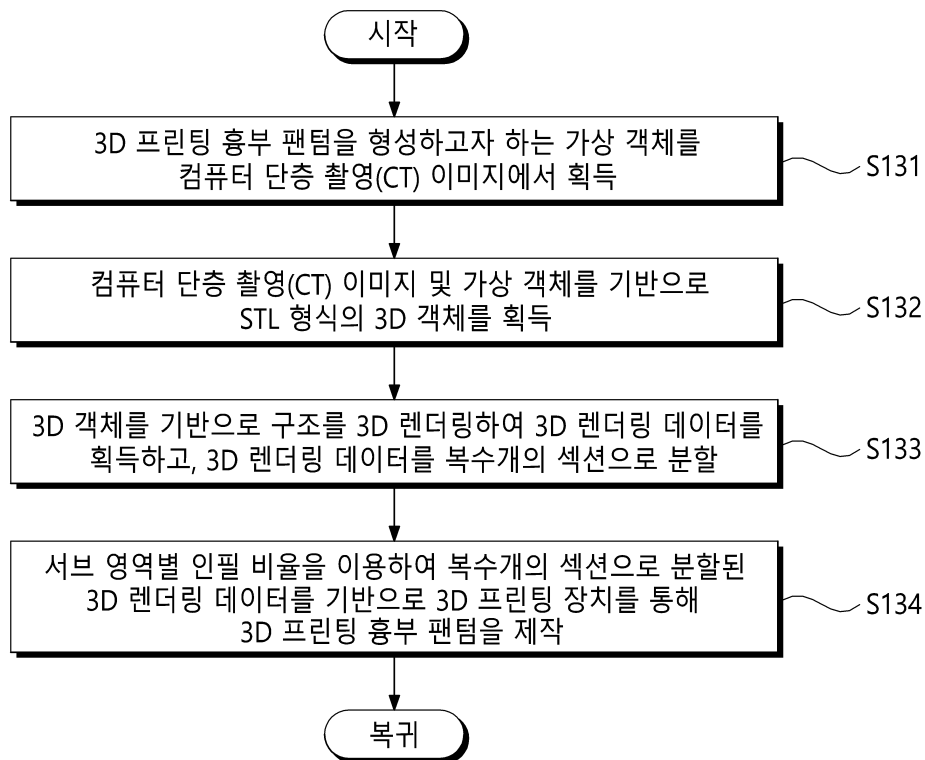 시작
3D 프린팅 흉부 팬텀을 형성하고자 하는 가상 객체를
컴퓨터 단층 촬영(CT) 이미지에서 획득
S131
컴퓨터 단층 촬영(CT) 이미지 및 가상 객체를 기반으로
STL 형식의 3D 객체를 획득
S132
3D 객체를 기반으로 구조를 3D 렌더링하여 3D 렌더링 데이터를
획득하고, 3D 렌더링 데이터를 복수개의 섹션으로 분할
S133
서브 영역별 인필 비율을 이용하여 복수개의 섹션으로 분할된
3D 렌더링 데이터를 기반으로 3D 프린팅 장치를 통해
3D 프린팅 흉부 팬텀을 제작
S134
복귀